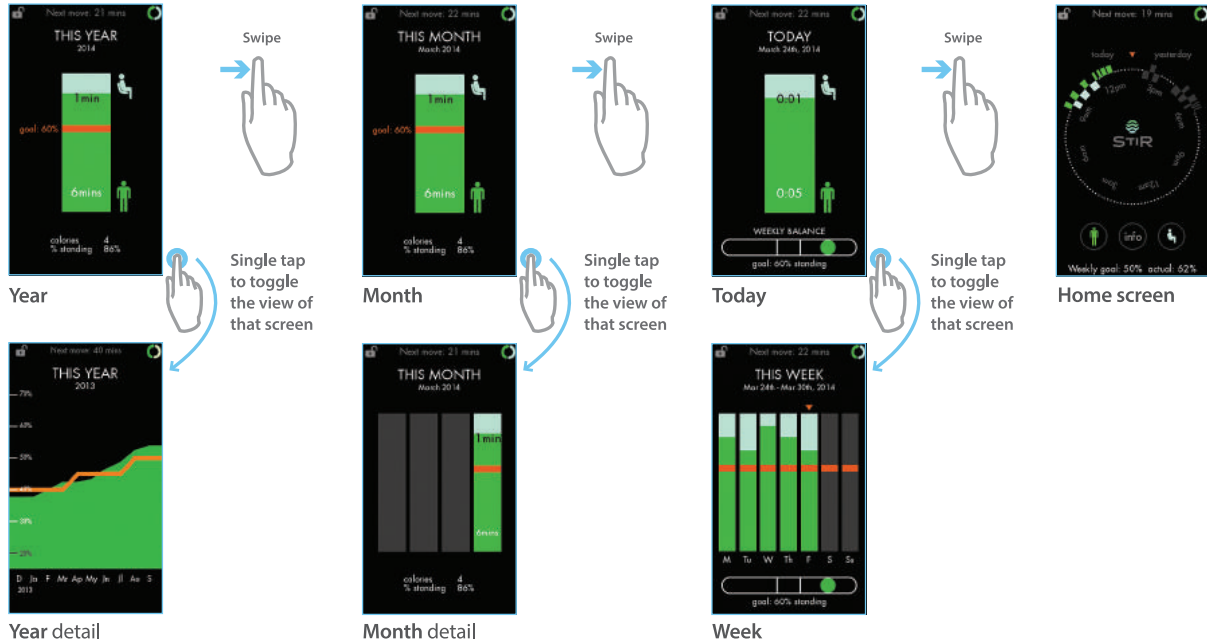 Next move: 21 mins
THIS YEAR
2014
1min
goal: 60%
6mins
calories 4
% standing 86%
Year
Swipe
Single tap
to toggle
the view of
that screen
Next move: 22 mins
THIS MONTH
March 2014
1min
goal: 60%
6mins
calories 4
% standing 86%
Month
Swipe
Single tap
to toggle
the view of
that screen
Next move: 22 mins
TODAY
March 24th, 2014
0:01
0:05
WEEKLY BALANCE
goal: 60% standing
Today
Swipe
Single tap
to toggle
the view of
that screen
Next move: 19 mins
today yesterday
12pm
3pm
9am
6pm
STIR
6am
9pm
3am
12am
info
Weekly goal: 50% actual: 62%
Home screen
Next move: 40 mins
THIS YEAR
2013
70%
60%
50%
40%
30%
20%
D Jn F Mr Ap My Jn Jl Au S
2013
Year detail
Next move: 21 mins
THIS MONTH
March 2014
1min
6mins
calories 4
% standing 86%
Month detail
Next move: 22 mins
THIS WEEK
Mar 24th - Mar 30th, 2014
M Tu W Th F S Su
goal: 60% standing
Week